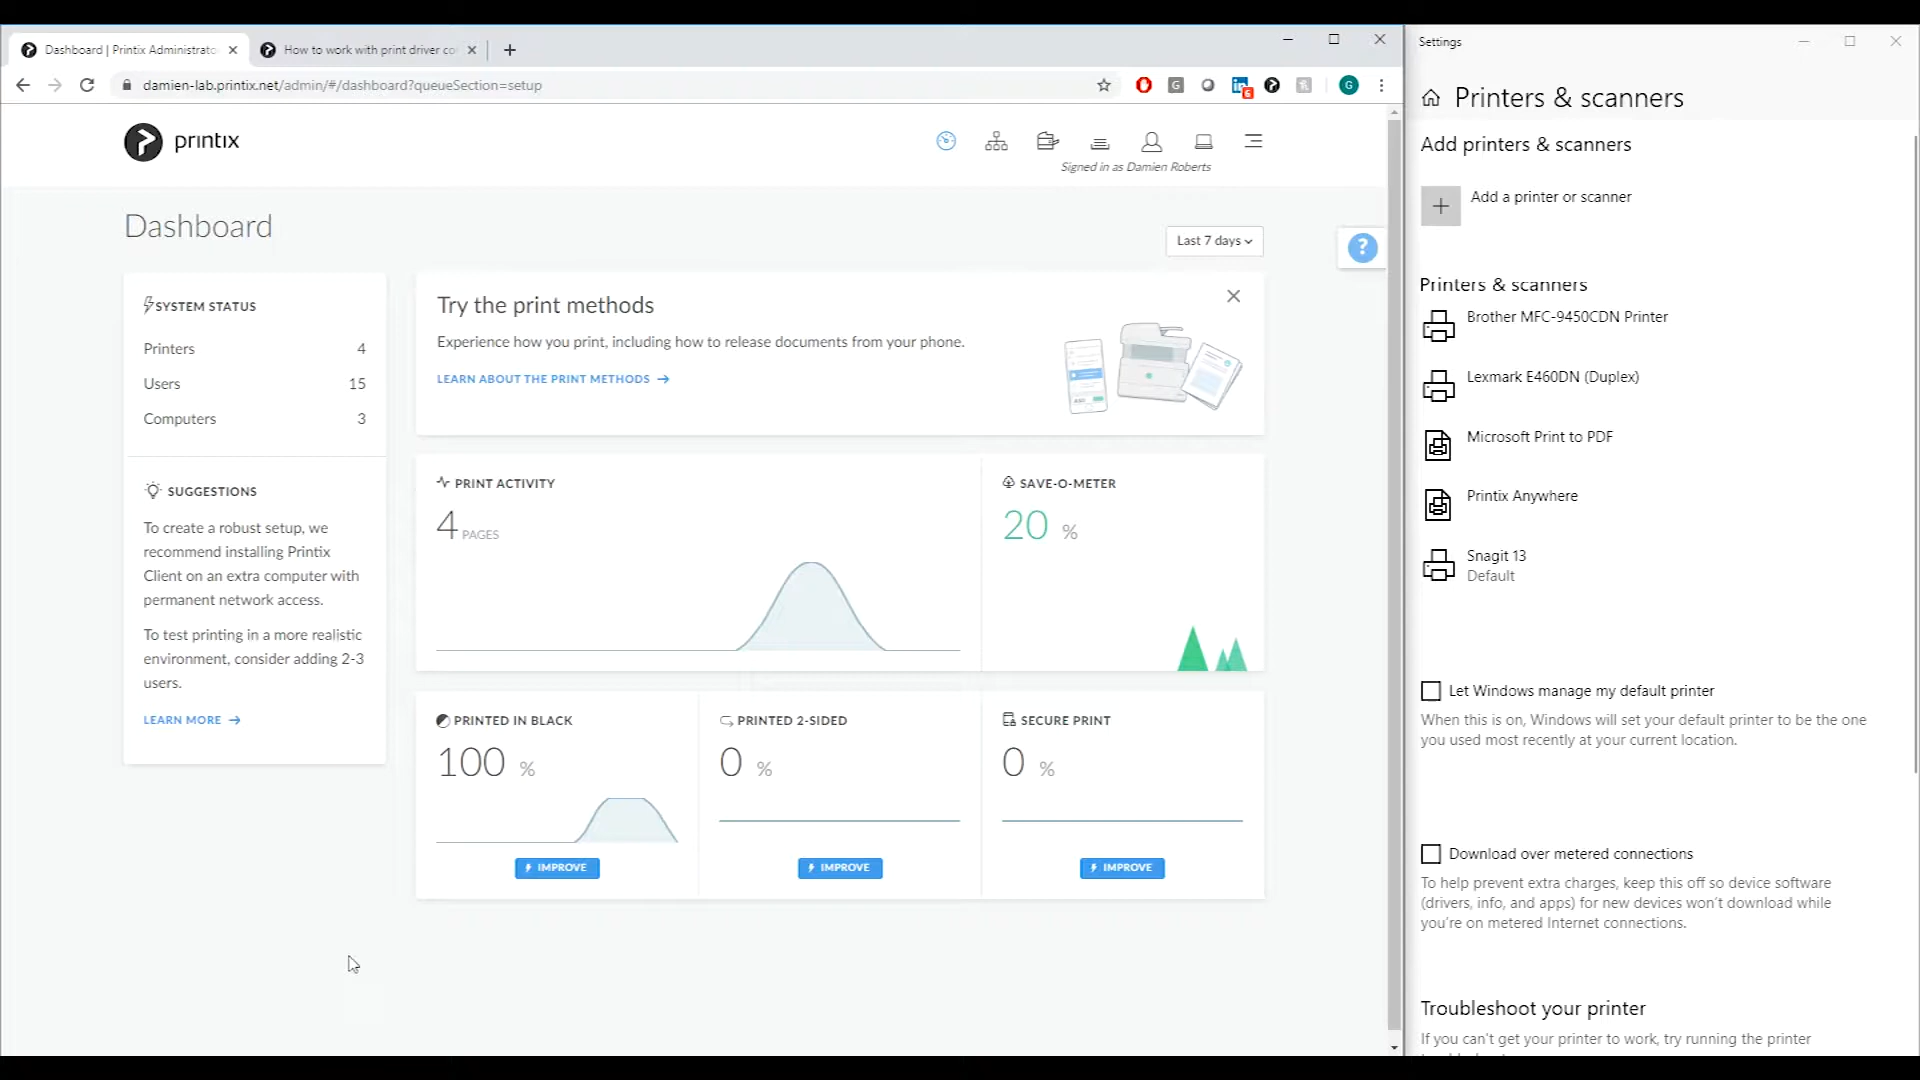 Dashboard | Printix Administrato
How to work with print driver co
damien-lab.printix.net/admin/#/dashboard?queueSection=setup
G
6
G
printix
Signed in as Damien Roberts
Dashboard
Last 7 days
?
SYSTEM STATUS
Printers 4
Users 15
Computers 3
SUGGESTIONS
To create a robust setup, we
recommend installing Printix
Client on an extra computer with
permanent network access.
To test printing in a more realistic
environment, consider adding 2-3
users.
LEARN MORE →
Try the print methods
Experience how you print, including how to release documents from your phone.
LEARN ABOUT THE PRINT METHODS →
PRINT ACTIVITY
4 PAGES
SAVE-O-METER
20 %
PRINTED IN BLACK
100 %
IMPROVE
PRINTED 2-SIDED
0 %
IMPROVE
SECURE PRINT
0 %
IMPROVE
Settings
Printers & scanners
Add printers & scanners
Add a printer or scanner
Printers & scanners
Brother MFC-9450CDN Printer
Lexmark E460DN (Duplex)
Microsoft Print to PDF
Printix Anywhere
Snagit 13
Default
Let Windows manage my default printer
When this is on, Windows will set your default printer to be the one
you used most recently at your current location.
Download over metered connections
To help prevent extra charges, keep this off so device software
(drivers, info, and apps) for new devices won't download while
you're on metered Internet connections.
Troubleshoot your printer
If you can't get your printer to work, try running the printer